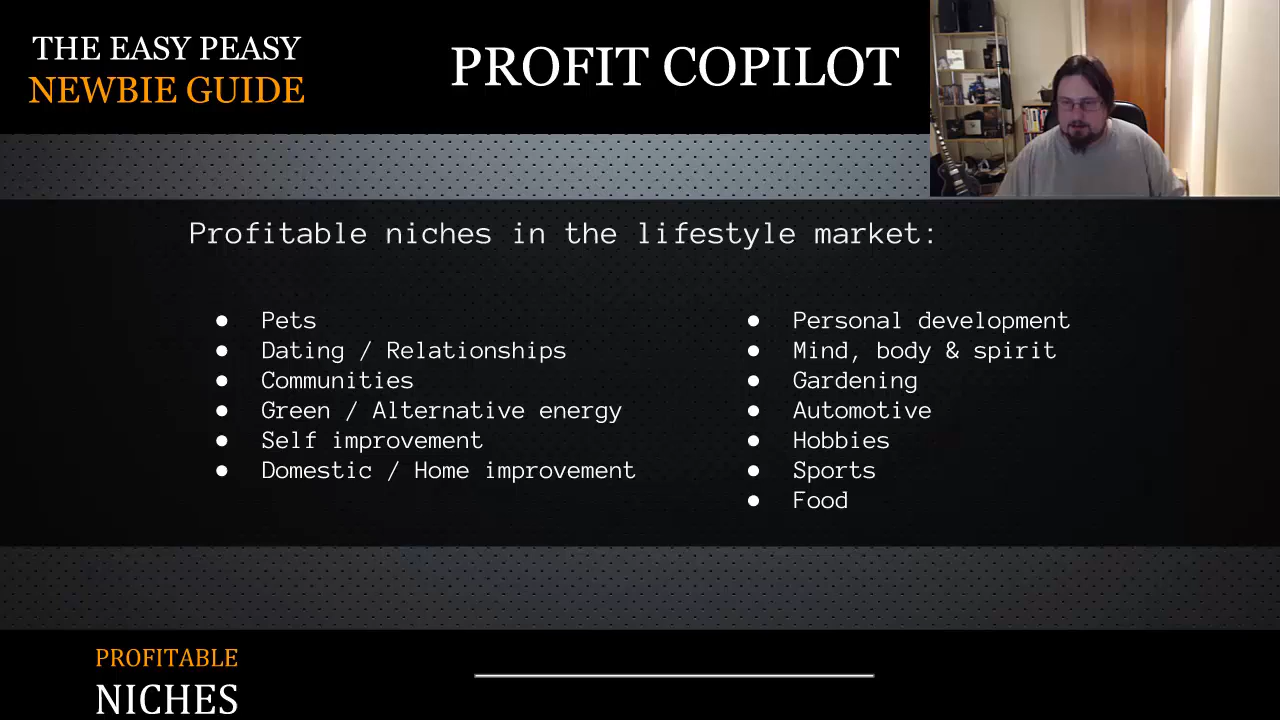 THE EASY PEASY
NEWBIE GUIDE
PROFIT COPILOT
Profitable niches in the lifestyle market:
● Pets
● Dating / Relationships
● Communities
● Green / Alternative energy
● Self improvement
● Domestic / Home improvement
● Personal development
● Mind, body & spirit
● Gardening
● Automotive
● Hobbies
● Sports
● Food
PROFITABLE
NICHES